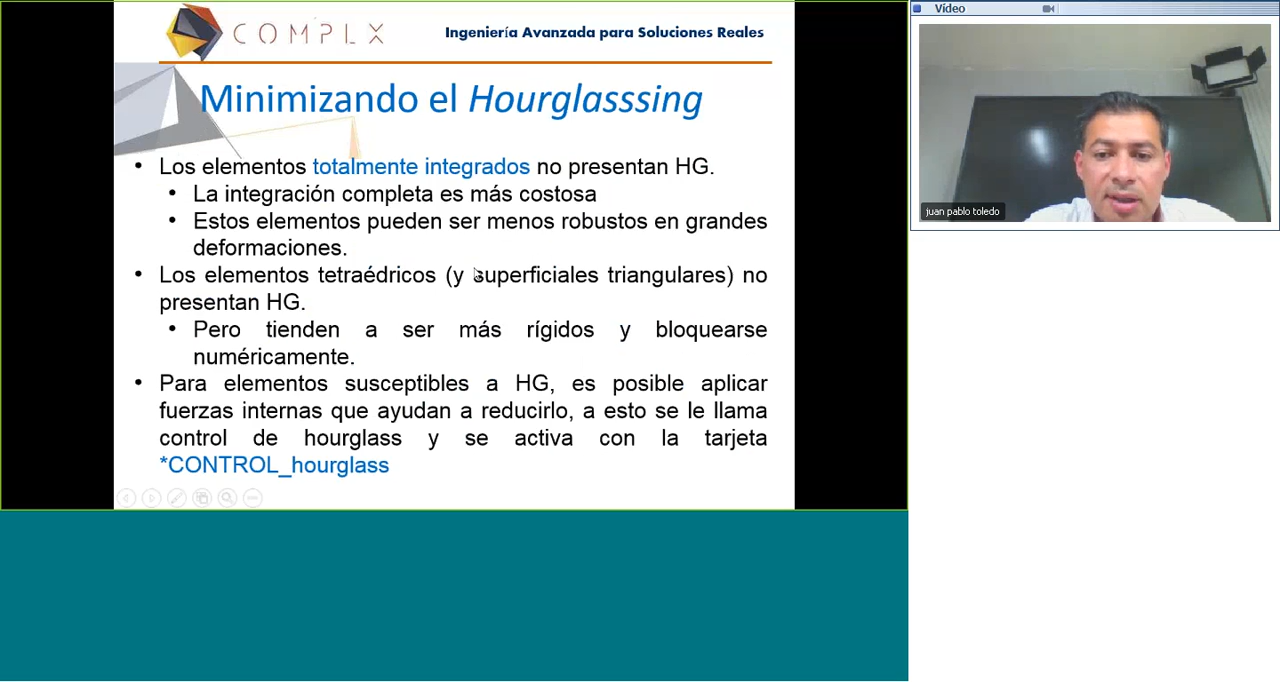 COMPLX
Ingeniería Avanzada para Soluciones Reales
Minimizando el Hourglasssing
• Los elementos totalmente integrados no presentan HG.
• La integración completa es más costosa
• Estos elementos pueden ser menos robustos en grandes
deformaciones.
• Los elementos tetraédricos (y superficiales triangulares) no
presentan HG.
• Pero tienden a ser más rígidos y bloquearse
numéricamente.
• Para elementos susceptibles a HG, es posible aplicar
fuerzas internas que ayudan a reducirlo, a esto se le llama
control de hourglass y se activa con la tarjeta
*CONTROL_hourglass
Vídeo
juan pablo toledo